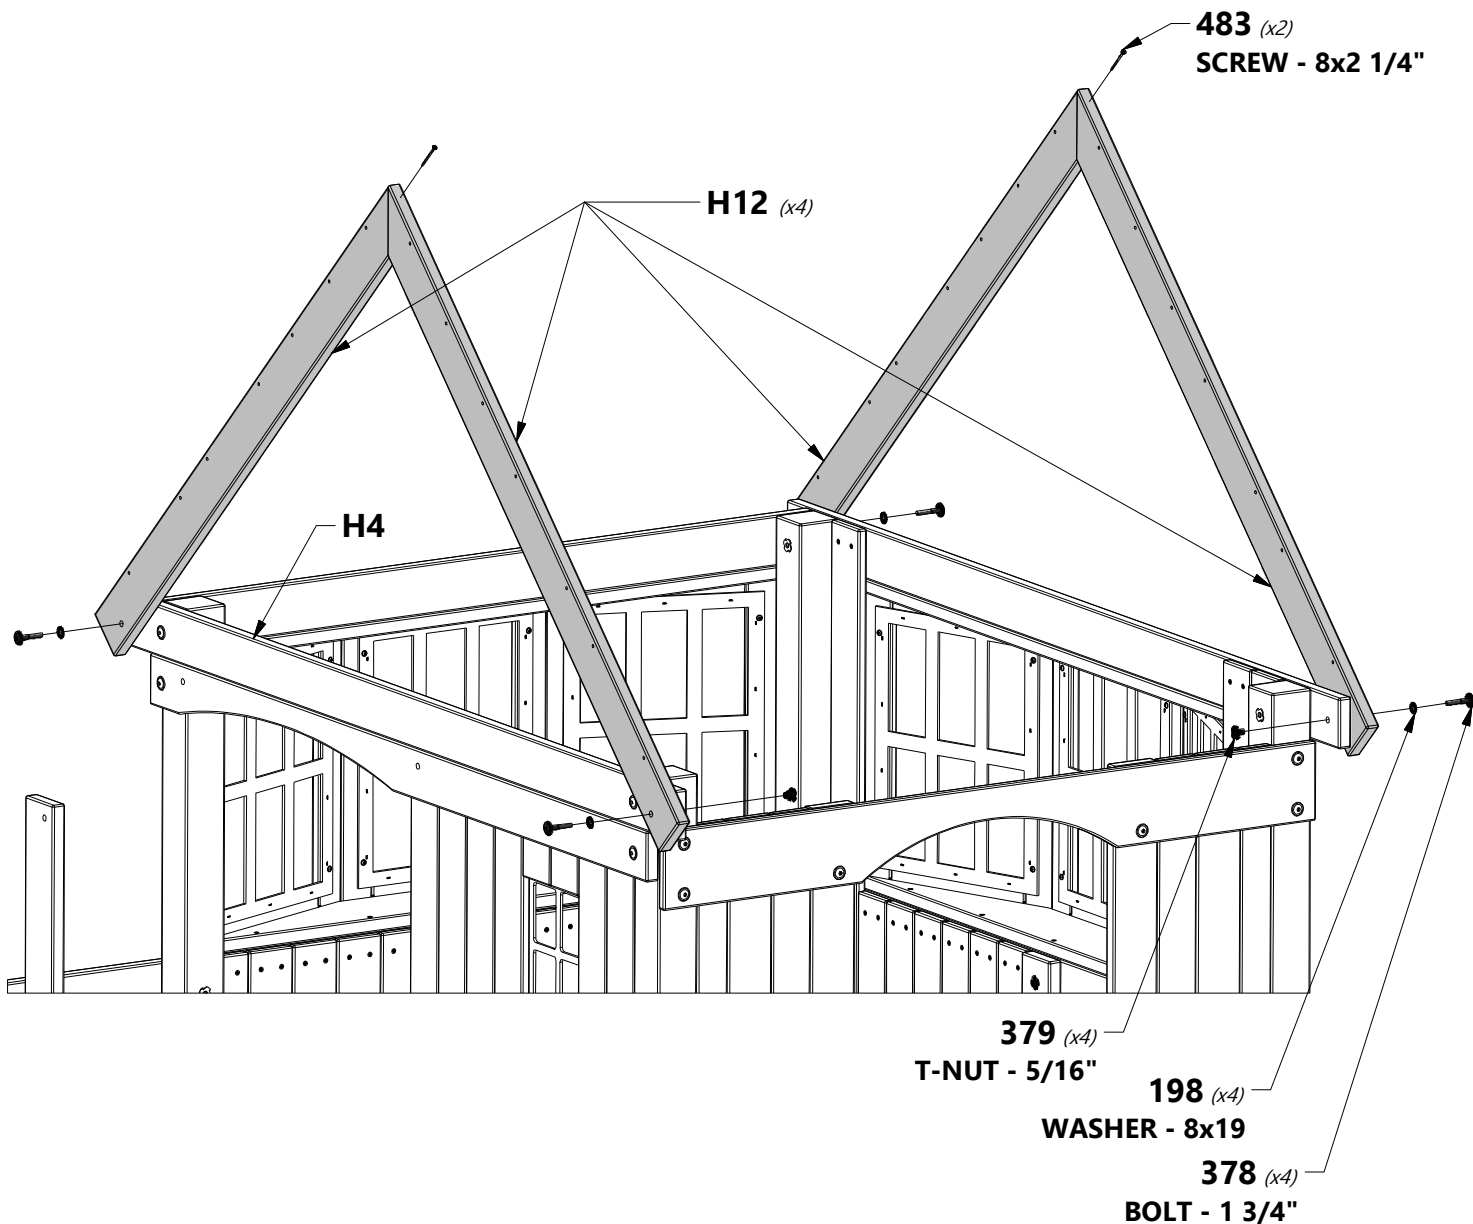 483 (x2)
SCREW - 8x2 1/4"
H12 (x4)
H4
379 (x4)
T-NUT - 5/16"
198 (x4)
WASHER - 8x19
378 (x4)
BOLT - 1 3/4"